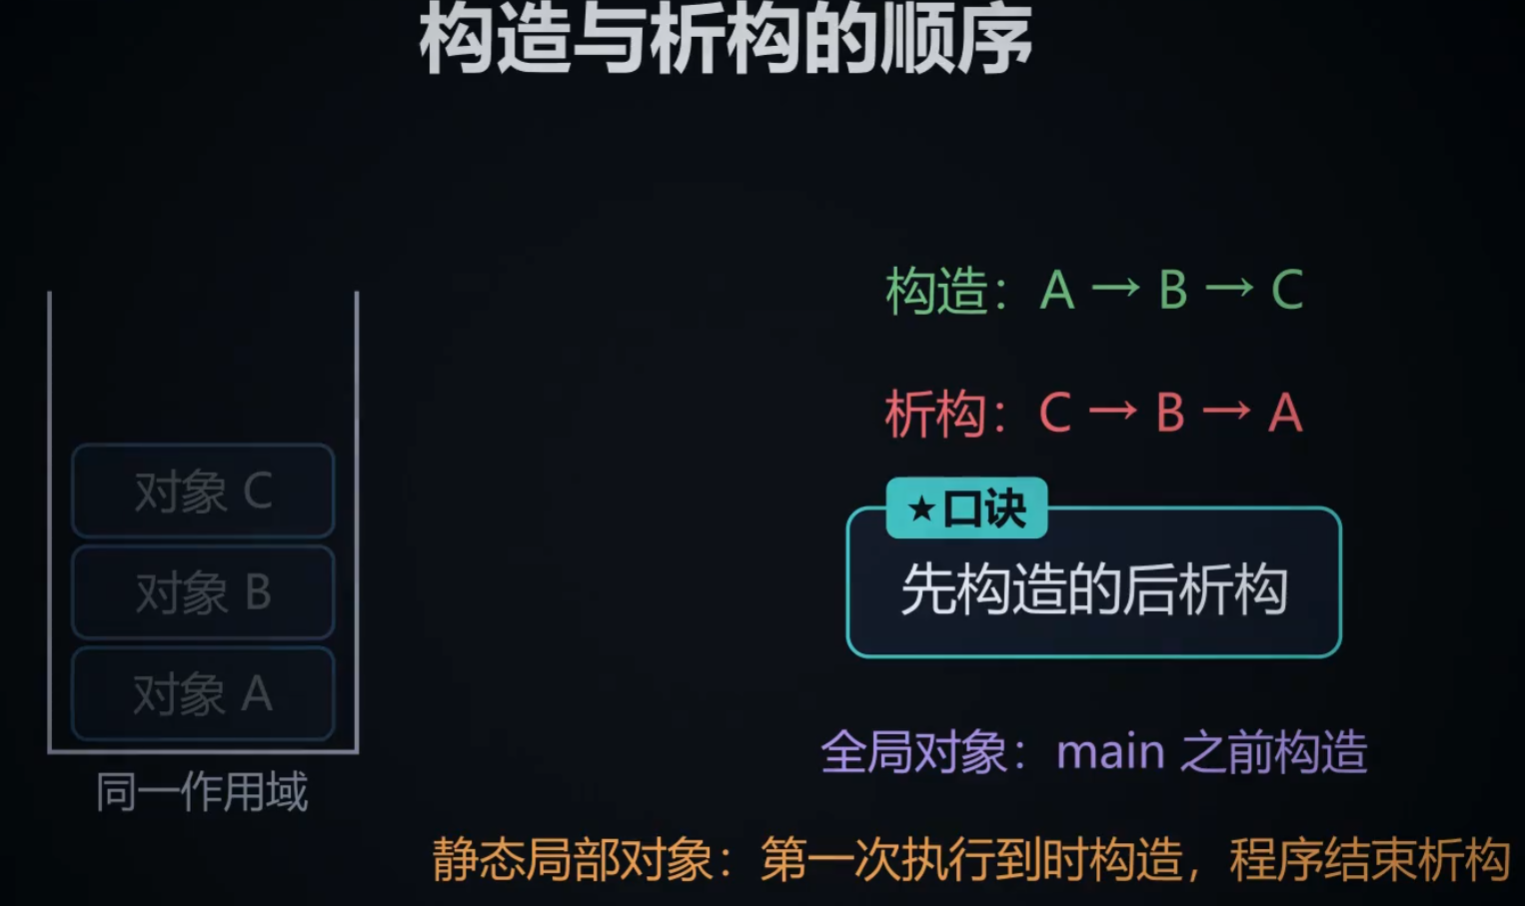 构造与析构的顺序
构造：A → B → C
析构：C → B → A
★口诀
先构造的后析构
对象 C
对象 B
对象 A
同一作用域
全局对象：main 之前构造
静态局部对象：第一次执行到时构造，程序结束析构